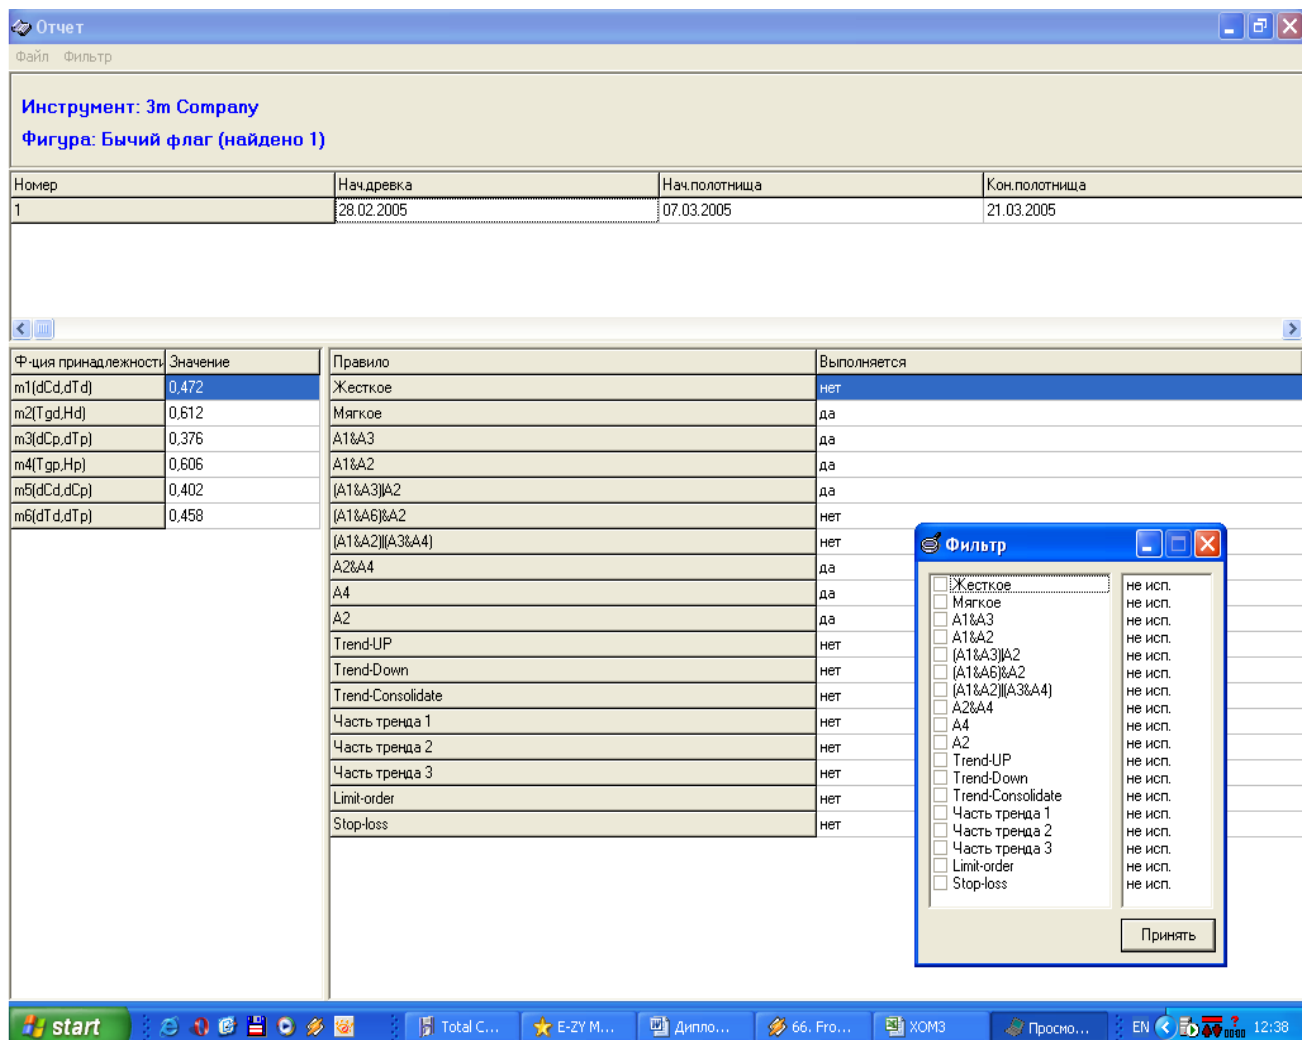 Отчет
Файл Фильтр
Инструмент: 3m Company
Фигура: Бычий флаг (найдено 1)
Номер Нач.древка Нач.полотнища Кон.полотнища
1 28.02.2005 07.03.2005 21.03.2005
Ф-ция принадлежности Значение
m1(dCd,dTd) 0,472
m2(Tgd,Hd) 0,612
m3(dCp,dTp) 0,376
m4(Tgp,Hp) 0,606
m5(dCd,dCp) 0,402
m6(dTd,dTp) 0,458
Правило Выполняется
Жесткое нет
Мягкое да
A1&A3 да
A1&A2 да
(A1&A3)|A2 да
(A1&A6)&A2 нет
(A1&A2)|(A3&A4) нет
A2&A4 да
A4 да
A2 да
Trend-UP нет
Trend-Down нет
Trend-Consolidate нет
Часть тренда 1 нет
Часть тренда 2 нет
Часть тренда 3 нет
Limit-order нет
Stop-loss нет
Фильтр
Жесткое не исп.
Мягкое не исп.
A1&A3 не исп.
A1&A2 не исп.
(A1&A3)|A2 не исп.
(A1&A6)&A2 не исп.
(A1&A2)|(A3&A4) не исп.
A2&A4 не исп.
A4 не исп.
A2 не исп.
Trend-UP не исп.
Trend-Down не исп.
Trend-Consolidate не исп.
Часть тренда 1 не исп.
Часть тренда 2 не исп.
Часть тренда 3 не исп.
Limit-order не исп.
Stop-loss не исп.
Принять
start Total C... E-ZY M... Дипло... 66. Fro... ХОМЗ Просмо... EN 12:38